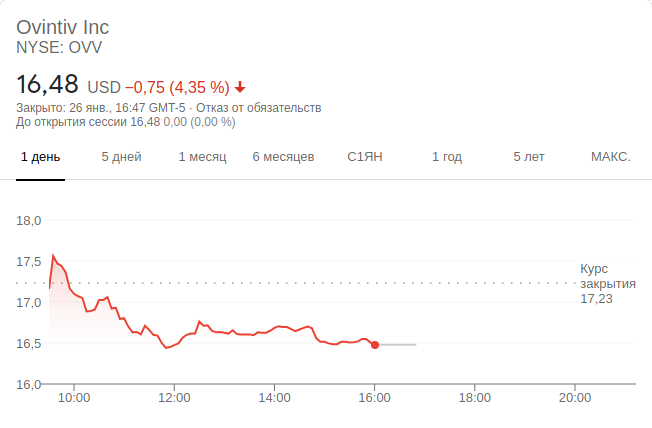 Ovintiv Inc
NYSE: OVV
16,48 USD −0,75 (4,35 %)
Закрыто: 26 янв., 16:47 GMT-5 · Отказ от обязательств
До открытия сессии 16,48 0,00 (0,00 %)
1 день 5 дней 1 месяц 6 месяцев С1ЯН 1 год 5 лет МАКС.
18,0
17,5
17,0
16,5
16,0
Курс
закрытия
17,23
10:00 12:00 14:00 16:00 18:00 20:00